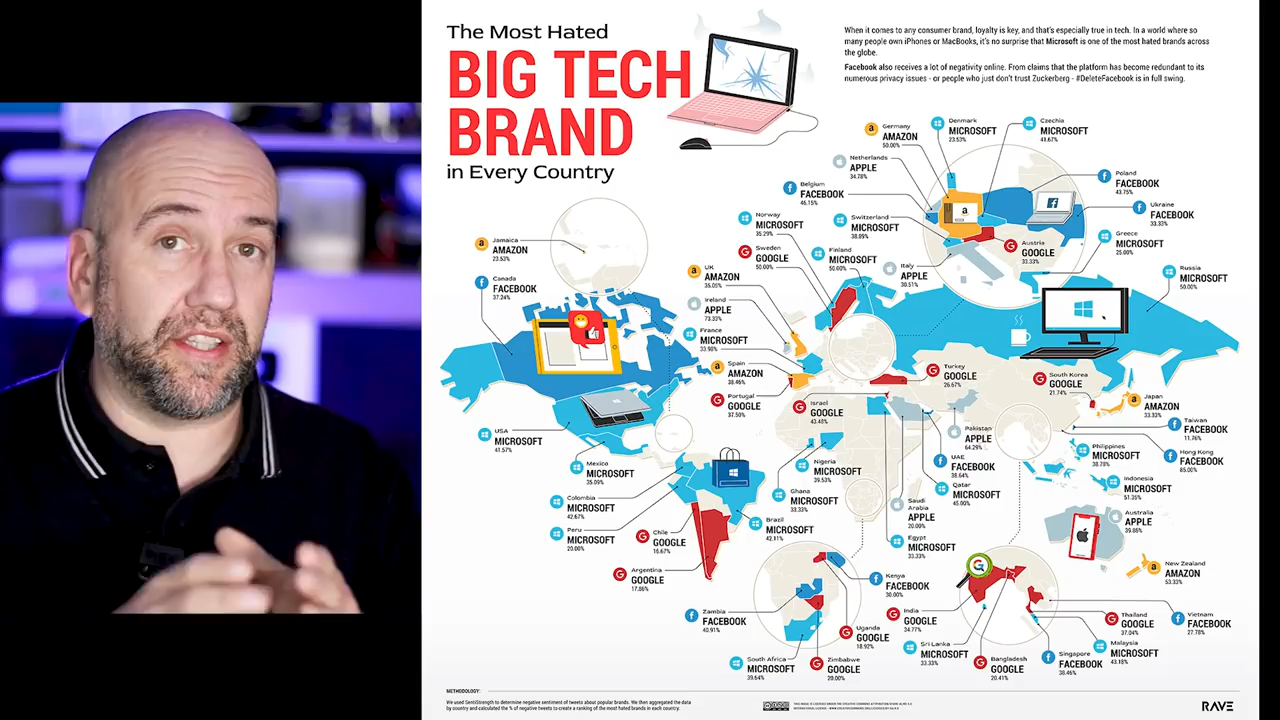 The Most Hated
BIG TECH
BRAND
in Every Country
When it comes to any consumer brand, loyalty is key, and that's especially true in tech. In a world where so
many people own iPhones or MacBooks, it's no surprise that Microsoft is one of the most hated brands across
the globe.
Facebook also receives a lot of negativity online. From claims that the platform has become redundant to its
numerous privacy issues - or people who just don't trust Zuckerberg - #DeleteFacebook is in full swing.
Germany
AMAZON
50.00%
Denmark
MICROSOFT
23.53%
Czechia
MICROSOFT
41.67%
Netherlands
APPLE
34.78%
Belgium
FACEBOOK
46.15%
Poland
FACEBOOK
43.75%
Ukraine
FACEBOOK
33.33%
Norway
MICROSOFT
35.29%
Switzerland
MICROSOFT
38.89%
Greece
MICROSOFT
25.00%
Jamaica
AMAZON
23.53%
Sweden
GOOGLE
50.00%
Finland
MICROSOFT
50.00%
Austria
GOOGLE
33.33%
Italy
APPLE
30.51%
Canada
FACEBOOK
37.24%
UK
AMAZON
35.05%
Russia
MICROSOFT
50.00%
Ireland
APPLE
73.33%
France
MICROSOFT
33.98%
Spain
AMAZON
38.46%
Turkey
GOOGLE
26.67%
South Korea
GOOGLE
21.74%
Portugal
GOOGLE
37.50%
Israel
GOOGLE
43.48%
Japan
AMAZON
33.33%
USA
MICROSOFT
41.57%
Pakistan
APPLE
64.29%
Taiwan
FACEBOOK
11.76%
Mexico
MICROSOFT
35.09%
Nigeria
MICROSOFT
39.53%
UAE
FACEBOOK
38.64%
Philippines
MICROSOFT
38.78%
Hong Kong
FACEBOOK
85.00%
Colombia
MICROSOFT
42.67%
Ghana
MICROSOFT
33.33%
Qatar
MICROSOFT
45.00%
Indonesia
MICROSOFT
51.35%
Peru
MICROSOFT
20.00%
Chile
GOOGLE
16.67%
Brazil
MICROSOFT
42.11%
Saudi
Arabia
APPLE
20.00%
Australia
APPLE
39.86%
Egypt
MICROSOFT
33.33%
Argentina
GOOGLE
17.86%
Kenya
FACEBOOK
30.00%
New Zealand
AMAZON
53.33%
Zambia
FACEBOOK
40.91%
Uganda
GOOGLE
18.92%
India
GOOGLE
34.77%
Thailand
GOOGLE
37.04%
Vietnam
FACEBOOK
27.78%
South Africa
MICROSOFT
39.64%
Zimbabwe
GOOGLE
20.00%
Sri Lanka
MICROSOFT
33.33%
Bangladesh
GOOGLE
20.41%
Singapore
FACEBOOK
38.46%
Malaysia
MICROSOFT
43.18%
METHODOLOGY:
We used SentiStrength to determine negative sentiment of tweets about popular brands. We then aggregated the data
by country and calculated the % of negative tweets to create a ranking of the most hated brands in each country.
RAVE